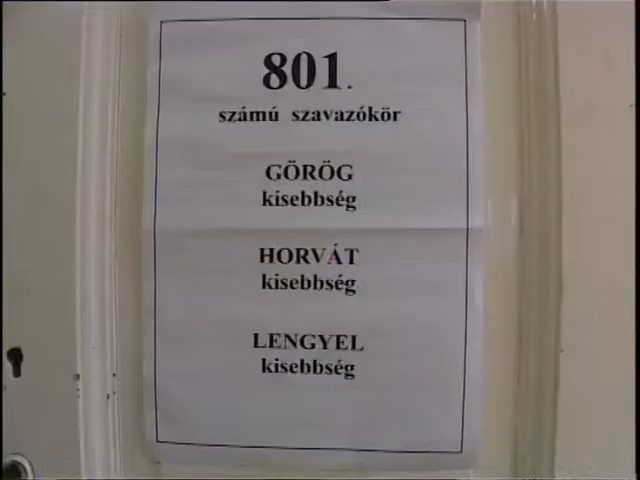 801.
számú szavazókör
GÖRÖG
kisebbség
HORVÁT
kisebbség
LENGYEL
kisebbség